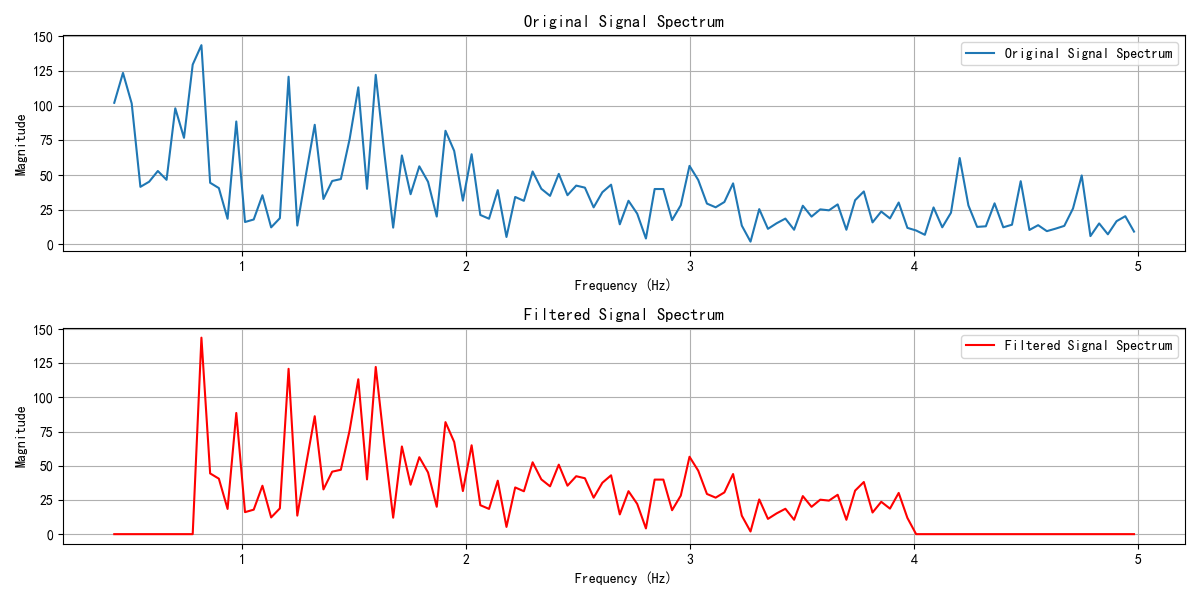 Original Signal Spectrum
150
125
100
75
50
25
0
Magnitude
Original Signal Spectrum
1 2 3 4 5
Frequency (Hz)
Filtered Signal Spectrum
150
125
100
75
50
25
0
Magnitude
Filtered Signal Spectrum
1 2 3 4 5
Frequency (Hz)